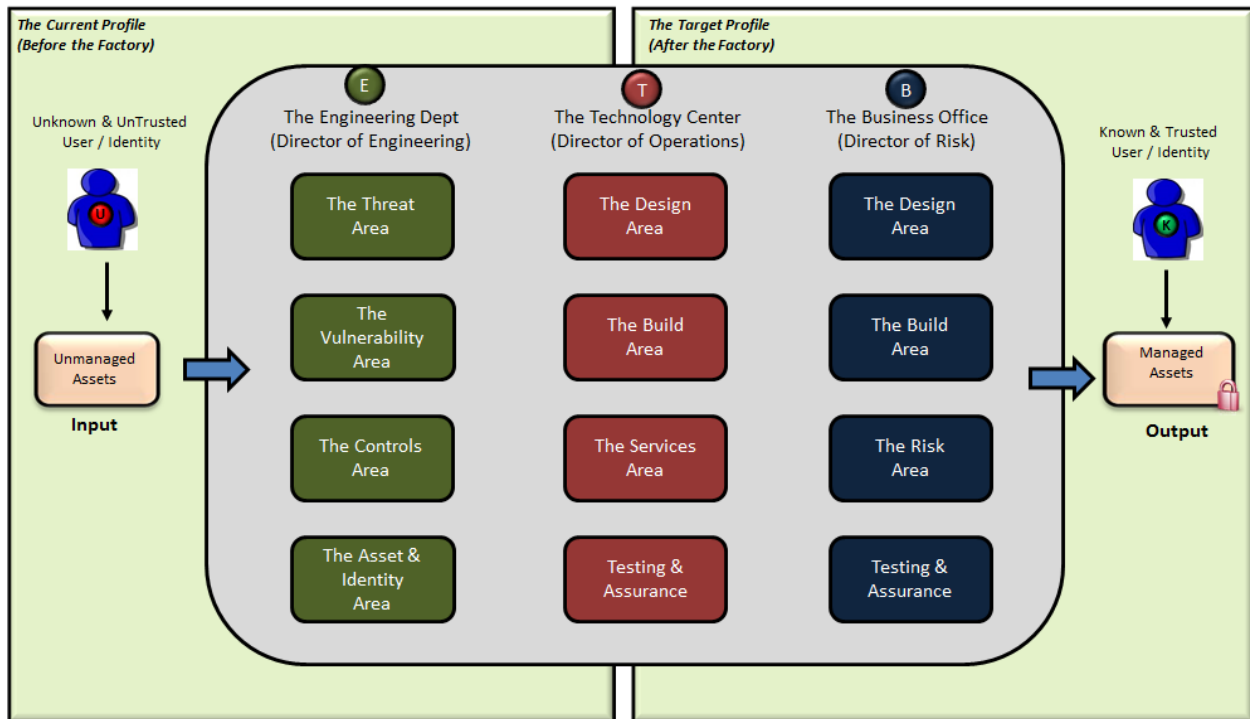 The Current Profile
(Before the Factory)
The Target Profile
(After the Factory)
E
T
B
The Engineering Dept
(Director of Engineering)
The Technology Center
(Director of Operations)
The Business Office
(Director of Risk)
Unknown & UnTrusted
User / Identity
U
Unmanaged
Assets
Input
The Threat
Area
The
Vulnerability
Area
The Controls
Area
The Asset &
Identity
Area
The Design
Area
The Build
Area
The Services
Area
Testing &
Assurance
The Design
Area
The Build
Area
The Risk
Area
Testing &
Assurance
Known & Trusted
User / Identity
K
Managed
Assets
Output